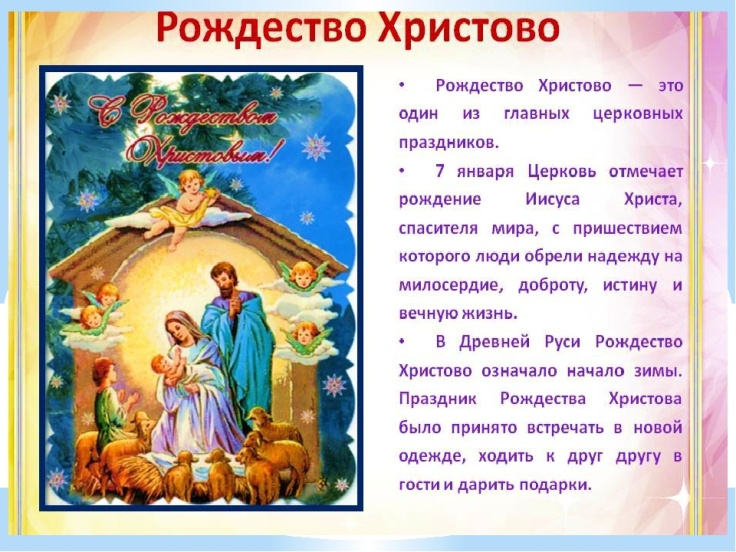 Рождество Христово
С Рождеством
Христовым!
• Рождество Христово — это
один из главных церковных
праздников.
• 7 января Церковь отмечает
рождение Иисуса Христа,
спасителя мира, с пришествием
которого люди обрели надежду на
милосердие, доброту, истину и
вечную жизнь.
• В Древней Руси Рождество
Христово означало начало зимы.
Праздник Рождества Христова
было принято встречать в новой
одежде, ходить к друг другу в
гости и дарить подарки.